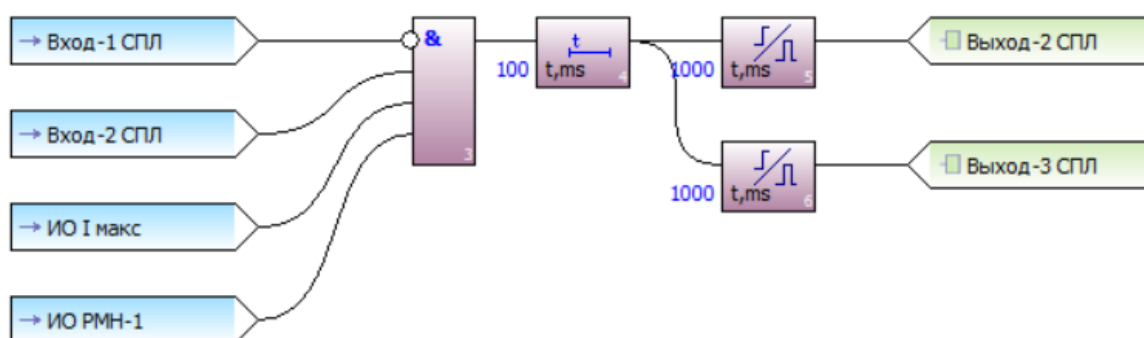 → Вход-1 СПЛ
→ Вход-2 СПЛ
→ ИО I макс
→ ИО РМН-1
&
3
100
t
t,ms
4
1000
t,ms
5
1000
t,ms
6
Выход-2 СПЛ
Выход-3 СПЛ